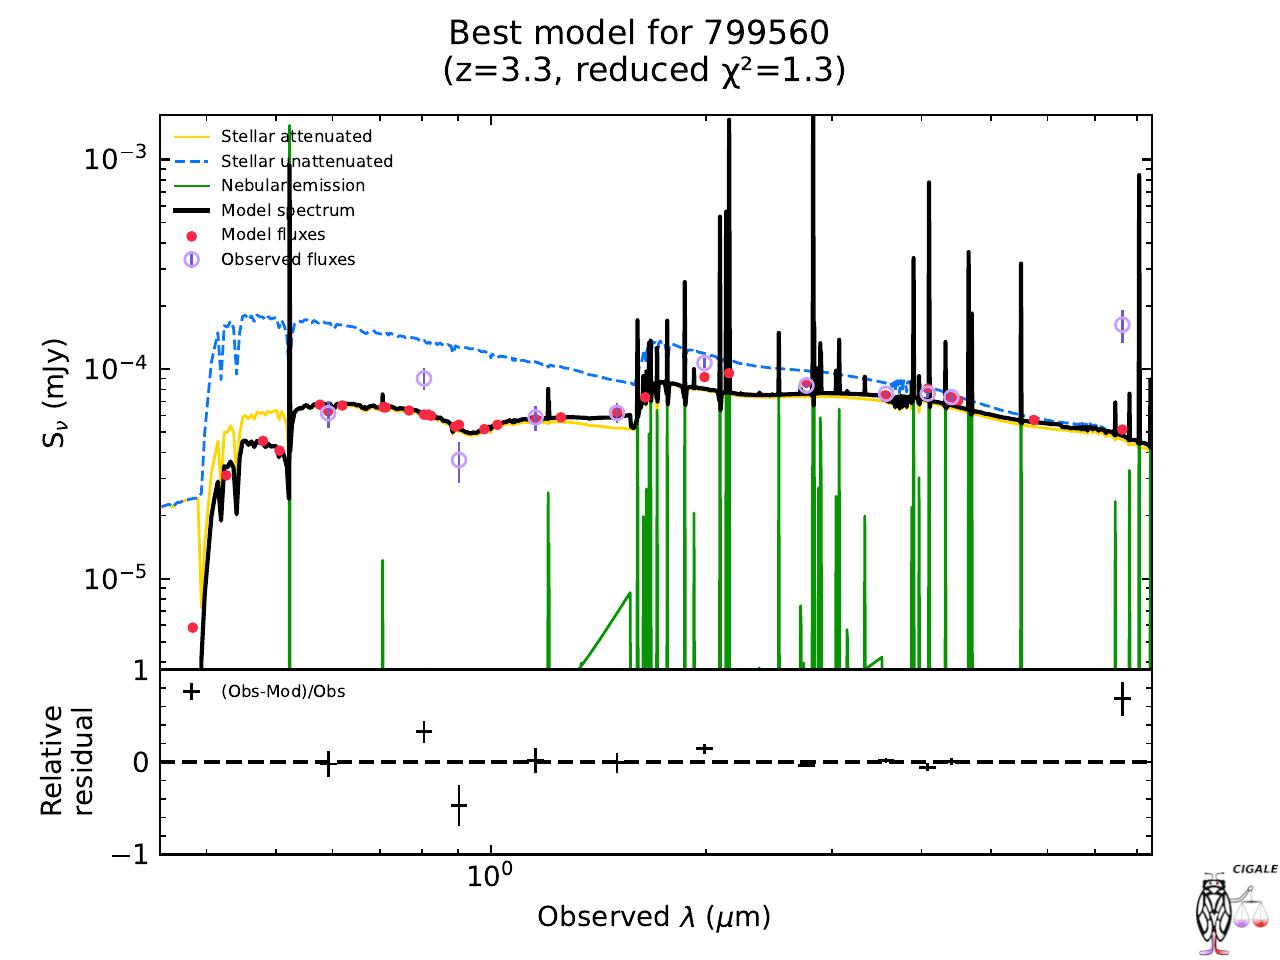 Best model for 799560
(z=3.3, reduced χ²=1.3)
Stellar attenuated
Stellar unattenuated
Nebular emission
Model spectrum
Model fluxes
Observed fluxes
10⁻³
10⁻⁴
10⁻⁵
S𝜈 (mJy)
1
0
−1
(Obs-Mod)/Obs
Relative
residual
10⁰
Observed λ (μm)
CIGALE